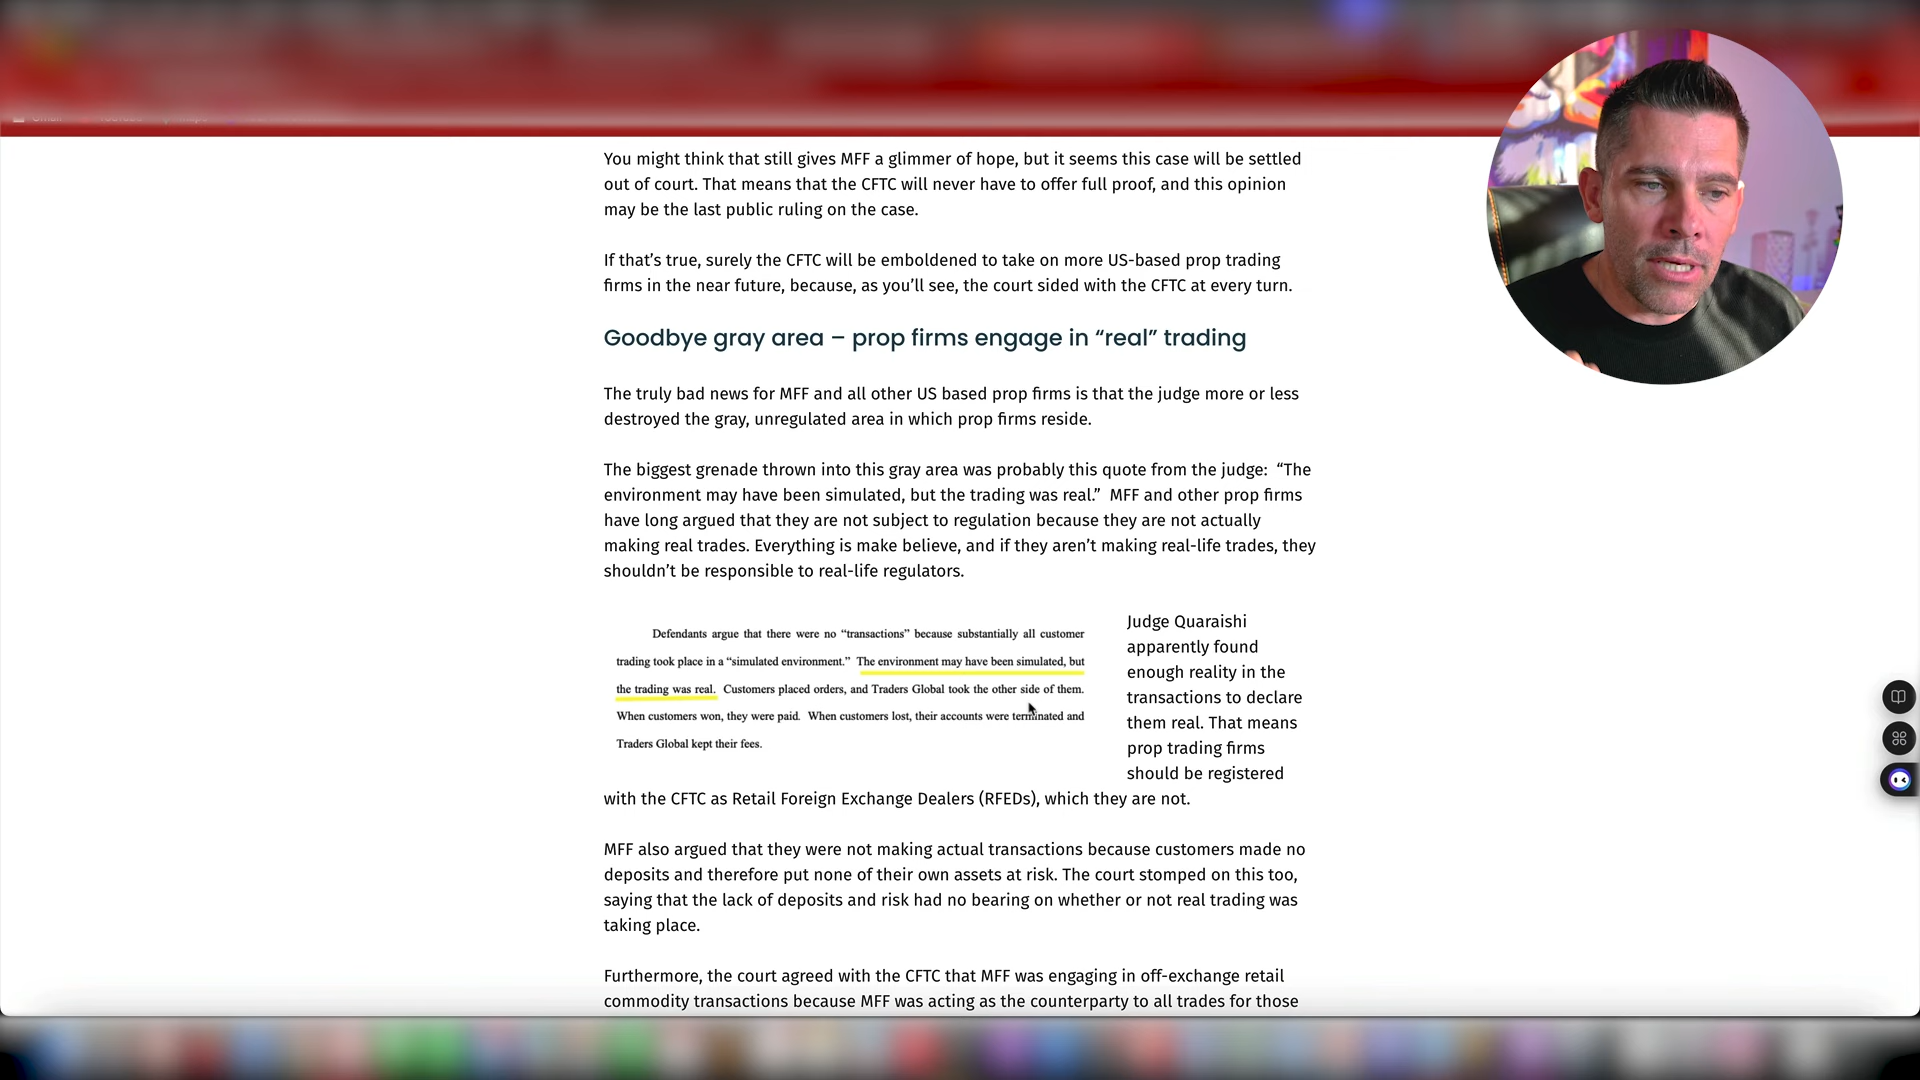 You might think that still gives MFF a glimmer of hope, but it seems this case will be settled
out of court. That means that the CFTC will never have to offer full proof, and this opinion
may be the last public ruling on the case.
If that’s true, surely the CFTC will be emboldened to take on more US-based prop trading
firms in the near future, because, as you’ll see, the court sided with the CFTC at every turn.
Goodbye gray area – prop firms engage in “real” trading
The truly bad news for MFF and all other US based prop firms is that the judge more or less
destroyed the gray, unregulated area in which prop firms reside.
The biggest grenade thrown into this gray area was probably this quote from the judge:  “The
environment may have been simulated, but the trading was real.”  MFF and other prop firms
have long argued that they are not subject to regulation because they are not actually
making real trades. Everything is make believe, and if they aren’t making real-life trades, they
shouldn’t be responsible to real-life regulators.
Defendants argue that there were no “transactions” because substantially all customer
trading took place in a “simulated environment.”  The environment may have been simulated, but
the trading was real.  Customers placed orders, and Traders Global took the other side of them.
When customers won, they were paid.  When customers lost, their accounts were terminated and
Traders Global kept their fees.
Judge Quaraishi
apparently found
enough reality in the
transactions to declare
them real. That means
prop trading firms
should be registered
with the CFTC as Retail Foreign Exchange Dealers (RFEDs), which they are not.
MFF also argued that they were not making actual transactions because customers made no
deposits and therefore put none of their own assets at risk. The court stomped on this too,
saying that the lack of deposits and risk had no bearing on whether or not real trading was
taking place.
Furthermore, the court agreed with the CFTC that MFF was engaging in off-exchange retail
commodity transactions because MFF was acting as the counterparty to all trades for those